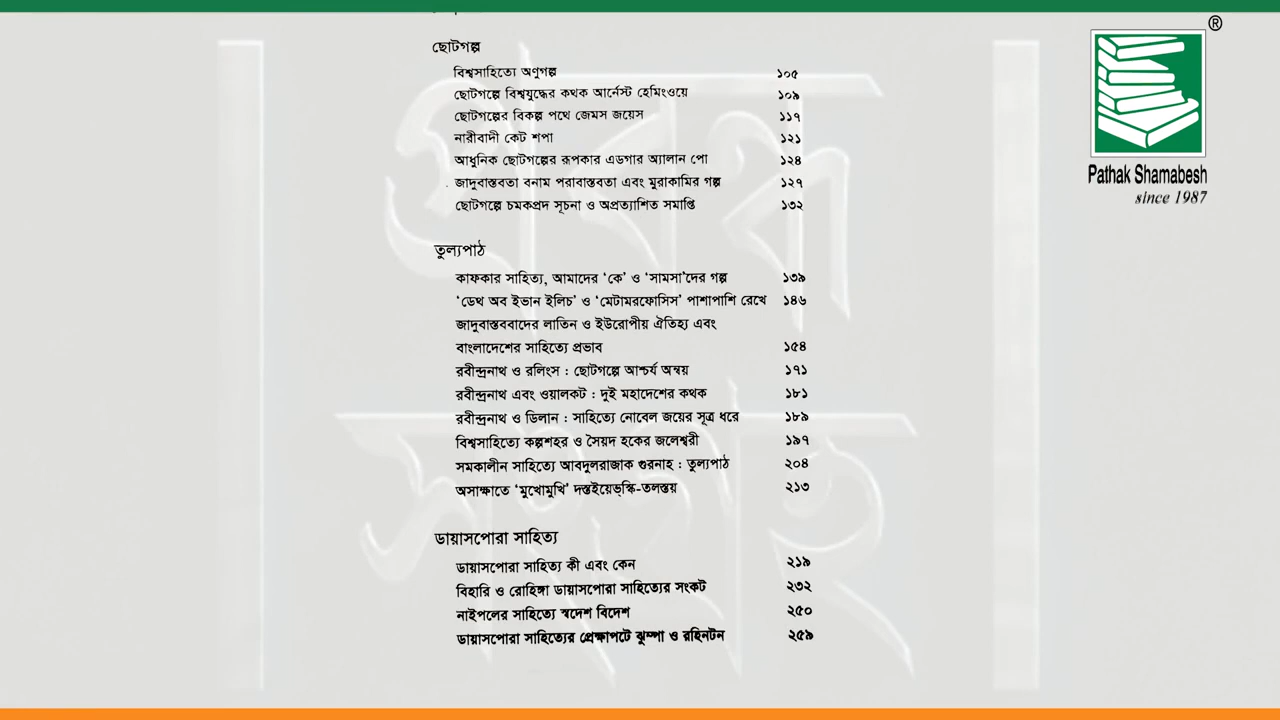 ছোটগল্প
বিশ্বসাহিত্যে অণুগল্প ১০৫
ছোটগল্পে বিশ্বযুদ্ধের কথক আর্নেস্ট হেমিংওয়ে ১০৯
ছোটগল্পের বিকল্প পথে জেমস জয়েস ১১৭
নারীবাদী কেট শপা ১২১
আধুনিক ছোটগল্পের রূপকার এডগার অ্যালান পো ১২৪
জাদুবাস্তবতা বনাম পরাবাস্তবতা এবং মুরাকামির গল্প ১২৭
ছোটগল্পে চমকপ্রদ সূচনা ও অপ্রত্যাশিত সমাপ্তি ১৩২
তুল্যপাঠ
কাফকার সাহিত্য, আমাদের ‘কে’ ও ‘সামসা’দের গল্প ১৩৯
‘ডেথ অব ইভান ইলিচ’ ও ‘মেটামরফোসিস’ পাশাপাশি রেখে ১৪৬
জাদুবাস্তববাদের লাতিন ও ইউরোপীয় ঐতিহ্য এবং
বাংলাদেশের সাহিত্যে প্রভাব ১৫৪
রবীন্দ্রনাথ ও রলিংস : ছোটগল্পে আশ্চর্য অন্বয় ১৭১
রবীন্দ্রনাথ এবং ওয়ালকট : দুই মহাদেশের কথক ১৮১
রবীন্দ্রনাথ ও ডিলান : সাহিত্যে নোবেল জয়ের সূত্র ধরে ১৮৯
বিশ্বসাহিত্যে কল্পশহর ও সৈয়দ হকের জলেশ্বরী ১৯৭
সমকালীন সাহিত্যে আবদুলরাজাক গুরনাহ : তুল্যপাঠ ২০৪
অসাক্ষাতে ‘মুখোমুখি’ দস্তইয়েভ্‌স্কি-তলস্তয় ২১৩
ডায়াসপোরা সাহিত্য
ডায়াসপোরা সাহিত্য কী এবং কেন ২১৯
বিহারি ও রোহিঙ্গা ডায়াসপোরা সাহিত্যের সংকট ২৩২
নাইপলের সাহিত্যে স্বদেশ বিদেশ ২৫০
ডায়াসপোরা সাহিত্যের প্রেক্ষাপটে ঝুম্পা ও রহিনটন ২৫৯
®
Pathak Shamabesh
since 1987
প্রবন্ধ
সংগ্রহ